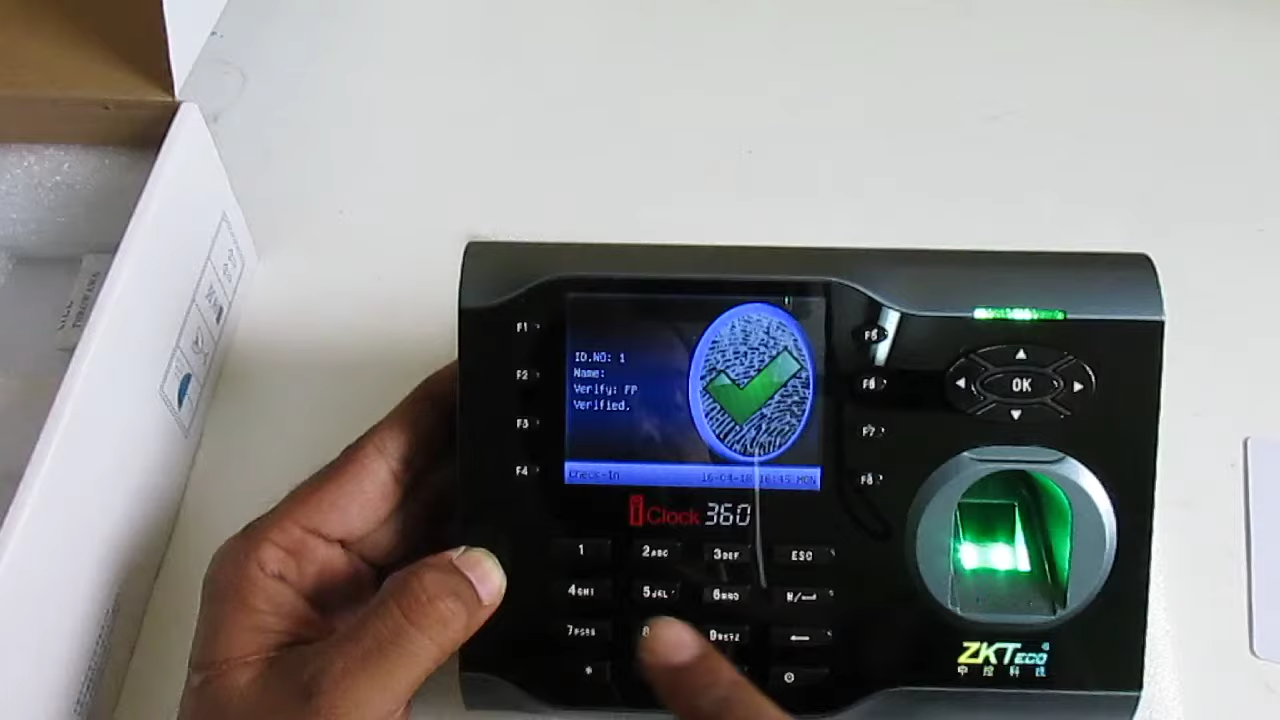 ID.NO: 1
Name:
Verify: FP
Verified.
Check-In 16-04-18 16:45 MON
F1
F2
F3
F4
F5
F6
F7
F8
▲
◀ OK ▶
▼
iClock 360
1 2ABC 3DEF ESC
4GHI 5JKL 6MNO M/↵
7PQRS 8 9WXYZ ←
*
ZKTeco
中控科技